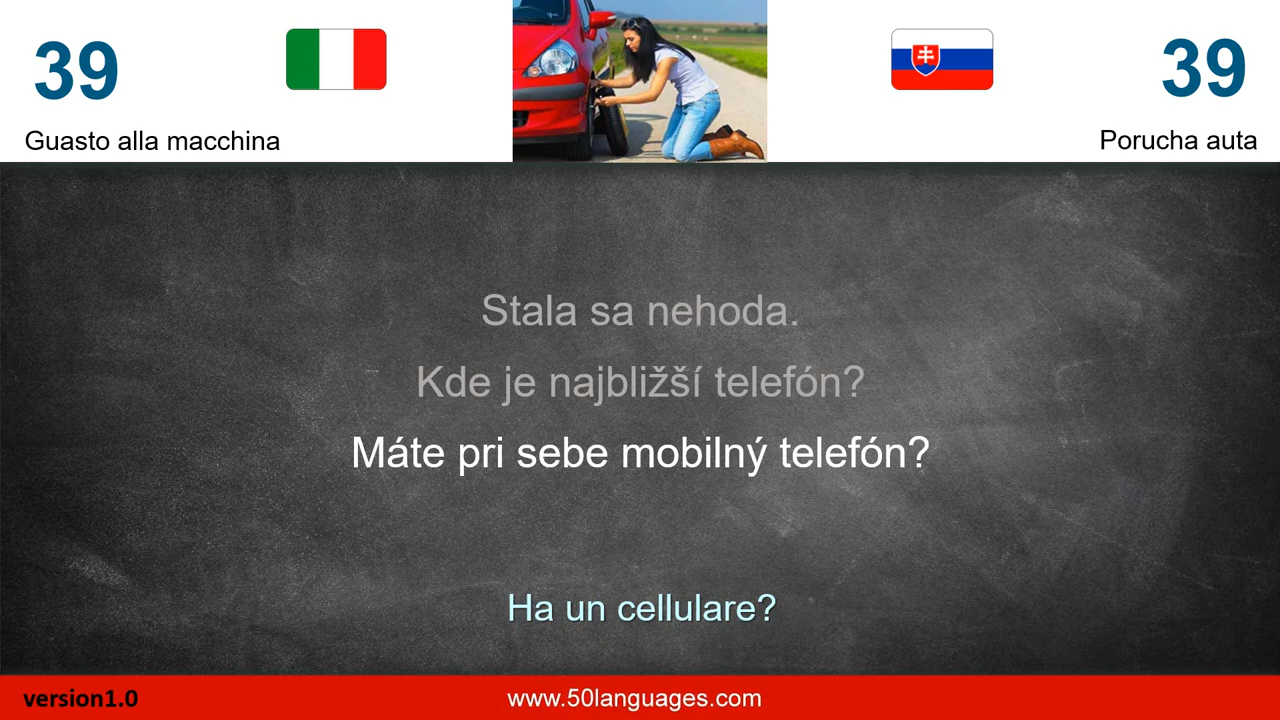 39
39
Guasto alla macchina
Porucha auta
Stala sa nehoda.
Kde je najbližší telefón?
Máte pri sebe mobilný telefón?
Ha un cellulare?
version1.0
www.50languages.com